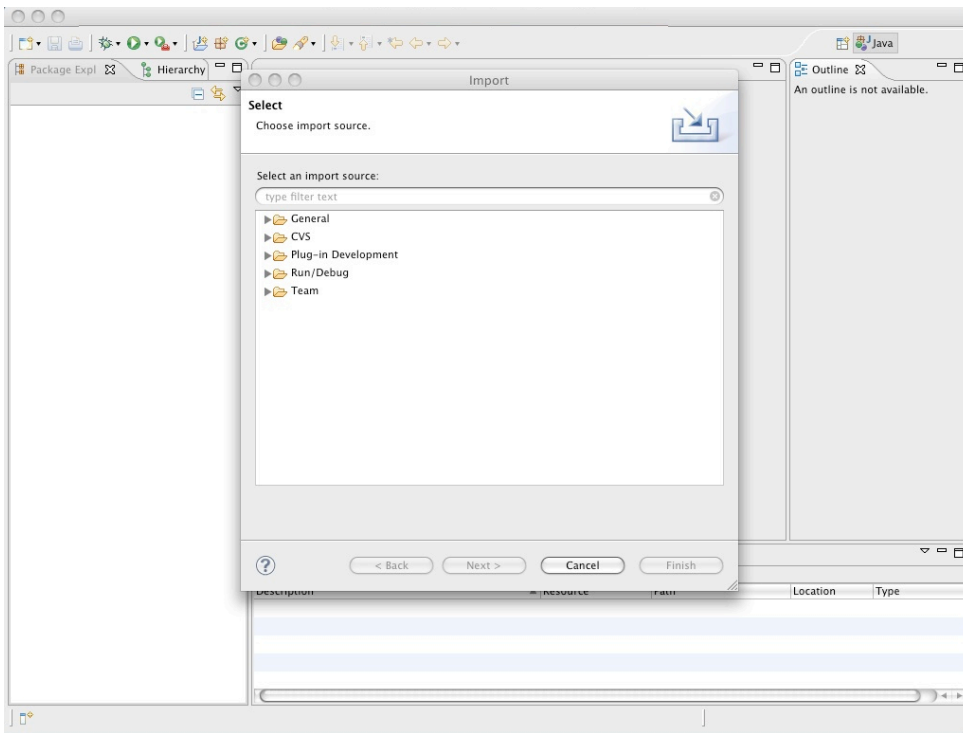 Java
Package Expl
Hierarchy
Outline
An outline is not available.
Import
Select
Choose import source.
Select an import source:
type filter text
General
CVS
Plug-in Development
Run/Debug
Team
? < Back Next > Cancel Finish
Description Resource Path Location Type